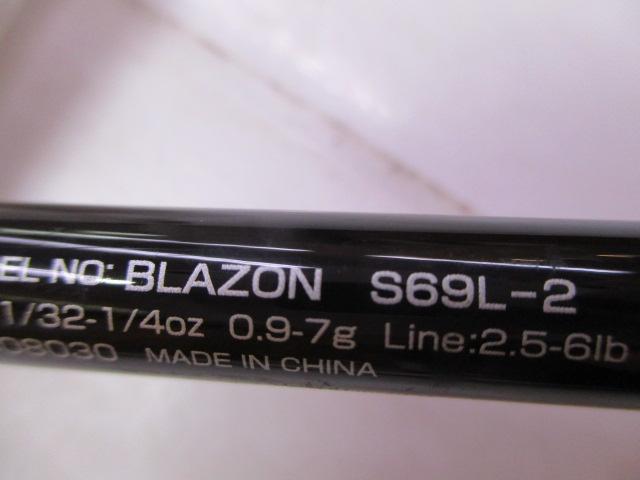 EL NO: BLAZON S69L-2
1/32-1/4oz 0.9-7g Line:2.5-6lb
08030 MADE IN CHINA